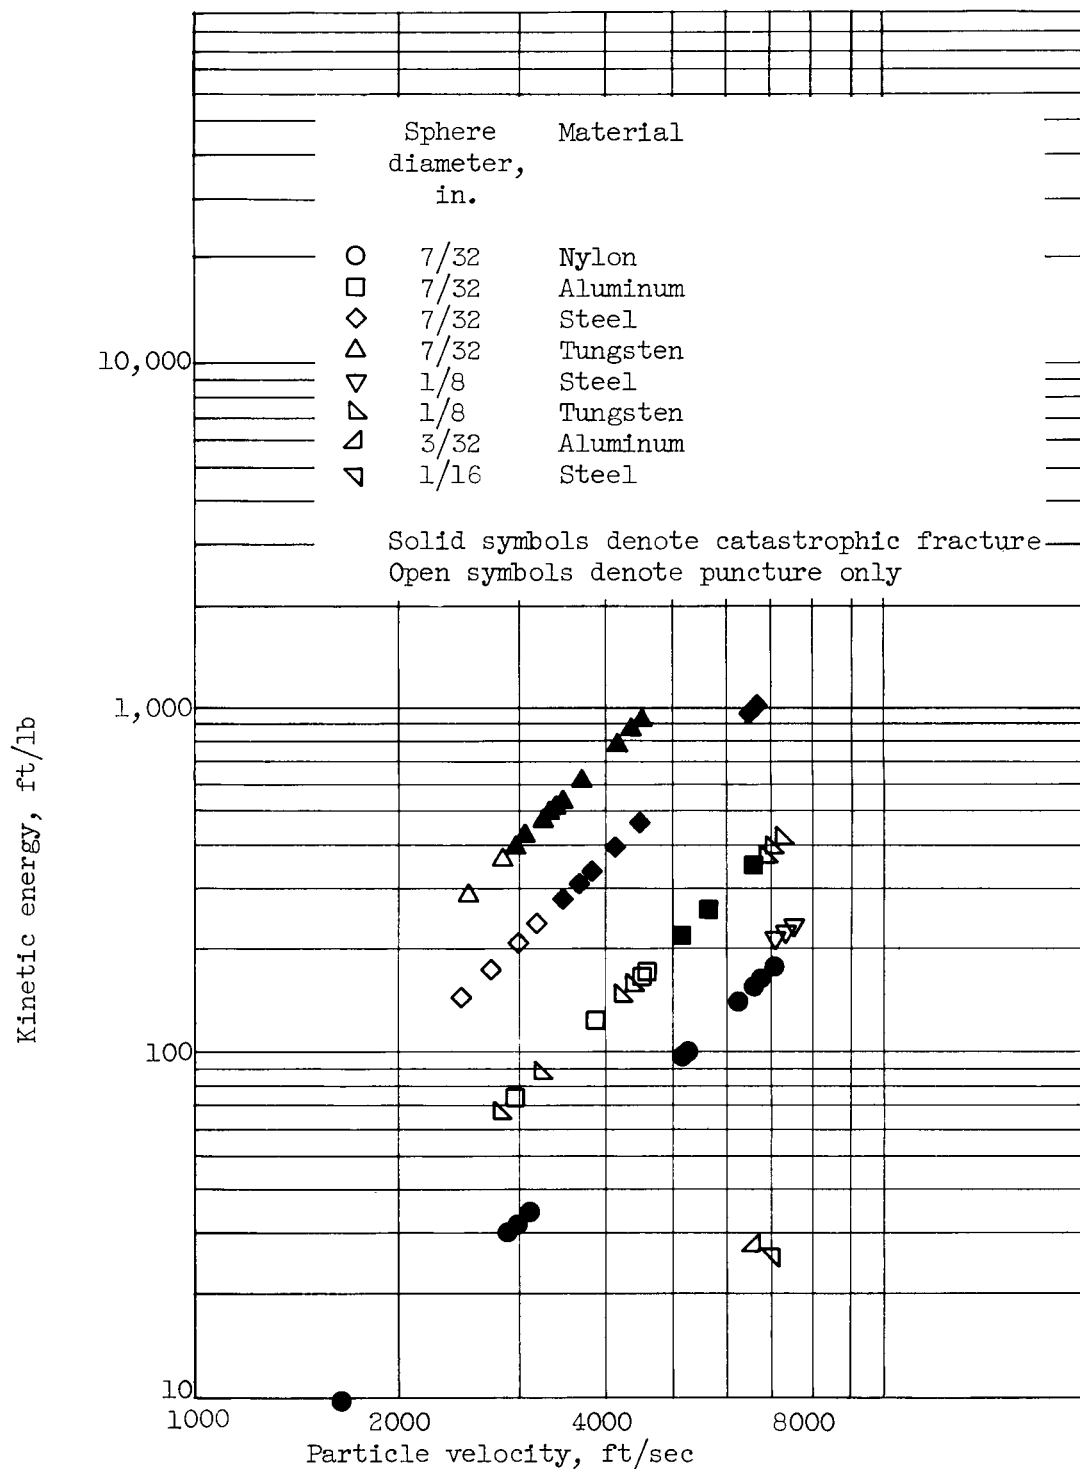 Sphere diameter, in. Material
○ 7/32 Nylon
□ 7/32 Aluminum
◇ 7/32 Steel
△ 7/32 Tungsten
▽ 1/8 Steel
◺ 1/8 Tungsten
◿ 3/32 Aluminum
◥ 1/16 Steel
Solid symbols denote catastrophic fracture
Open symbols denote puncture only
Kinetic energy, ft/lb
10,000
1,000
100
10
1000 2000 4000 8000
Particle velocity, ft/sec